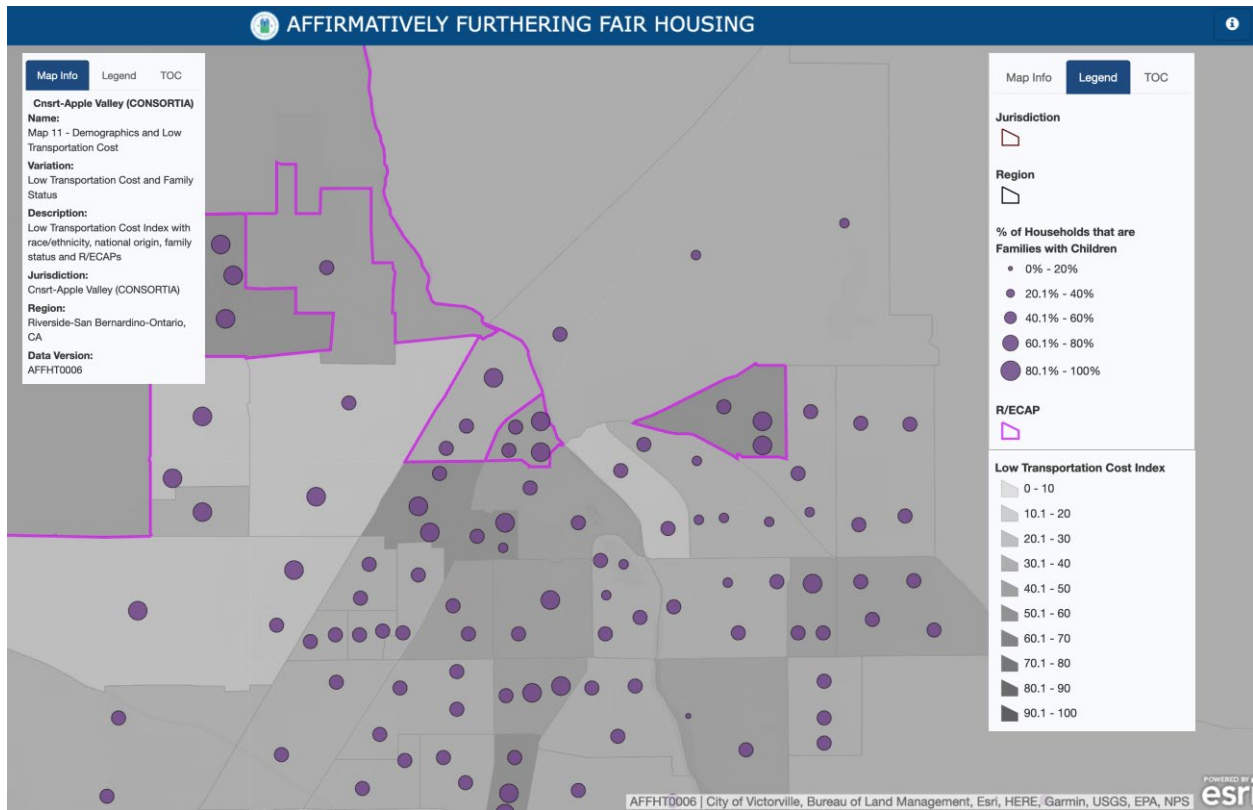 AFFIRMATIVELY FURTHERING FAIR HOUSING
Map Info Legend TOC
Cnsrt-Apple Valley (CONSORTIA)
Name:
Map 11 - Demographics and Low
Transportation Cost
Variation:
Low Transportation Cost and Family
Status
Description:
Low Transportation Cost Index with
race/ethnicity, national origin, family
status and R/ECAPs
Jurisdiction:
Cnsrt-Apple Valley (CONSORTIA)
Region:
Riverside-San Bernardino-Ontario,
CA
Data Version:
AFFHT0006
Map Info Legend TOC
Jurisdiction
Region
% of Households that are
Families with Children
0% - 20%
20.1% - 40%
40.1% - 60%
60.1% - 80%
80.1% - 100%
R/ECAP
Low Transportation Cost Index
0 - 10
10.1 - 20
20.1 - 30
30.1 - 40
40.1 - 50
50.1 - 60
60.1 - 70
70.1 - 80
80.1 - 90
90.1 - 100
POWERED BY
esri
AFFHT0006 | City of Victorville, Bureau of Land Management, Esri, HERE, Garmin, USGS, EPA, NPS